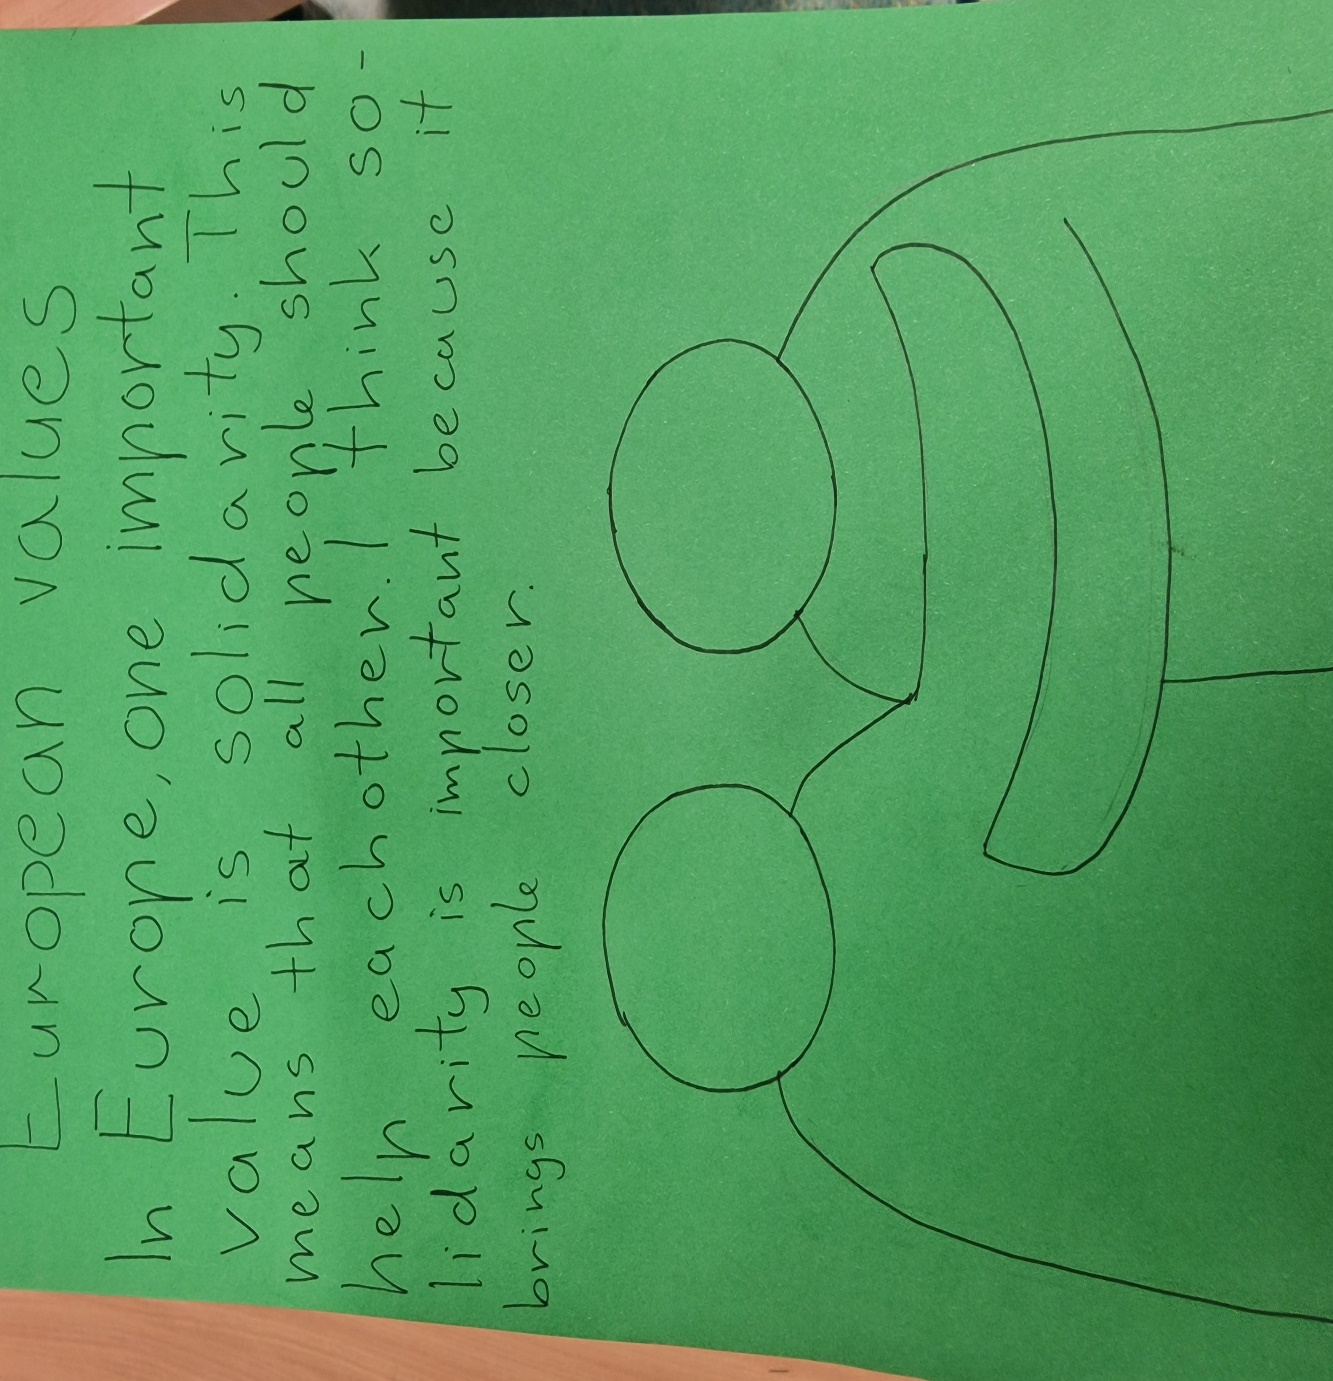 European values
In Europe, one important
value is solidarity. This
means that all people should
help eachother. I think so-
lidarity is important because it
brings people closer.